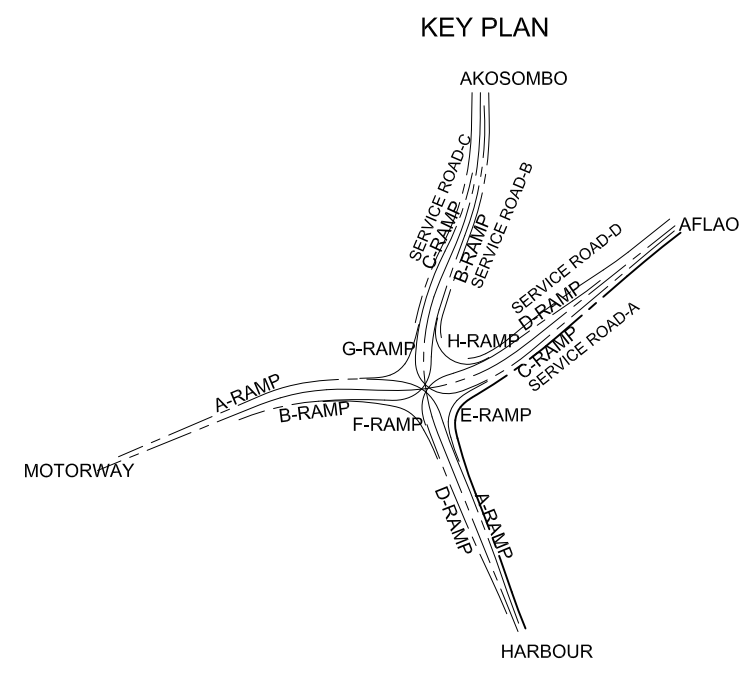 KEY PLAN
AKOSOMBO
SERVICE ROAD-C
C-RAMP
B-RAMP
SERVICE ROAD-B
AFLAO
SERVICE ROAD-D
D-RAMP
C-RAMP
SERVICE ROAD-A
G-RAMP
H-RAMP
A-RAMP
B-RAMP
F-RAMP
E-RAMP
MOTORWAY
D-RAMP
A-RAMP
HARBOUR